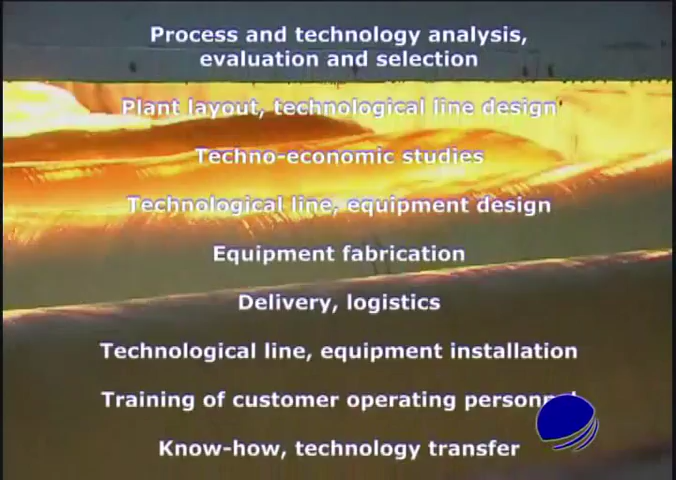 Process and technology analysis,
evaluation and selection
Plant layout, technological line design
Techno-economic studies
Technological line, equipment design
Equipment fabrication
Delivery, logistics
Technological line, equipment installation
Training of customer operating personnel
Know-how, technology transfer